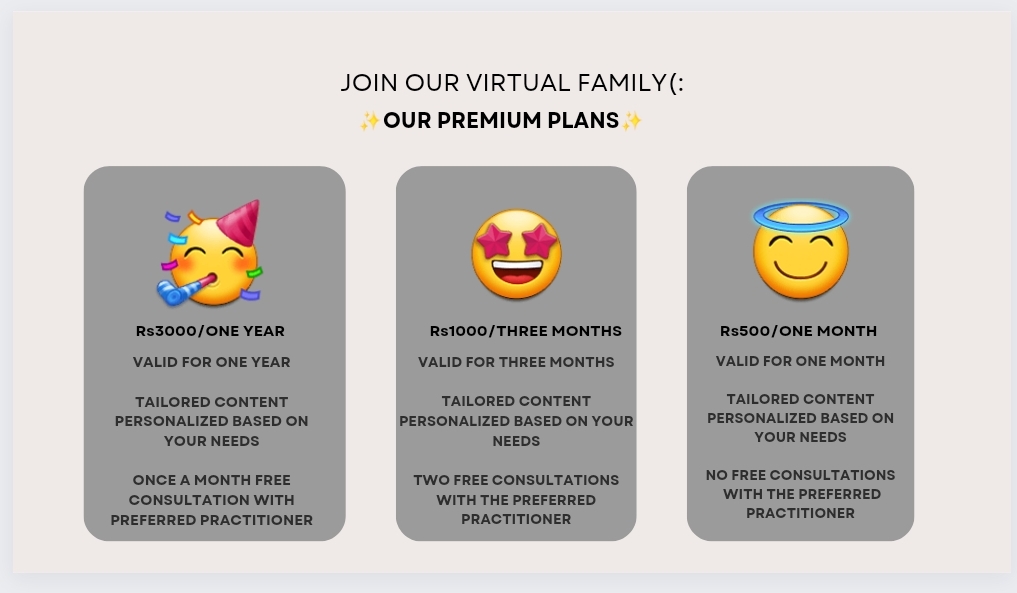 JOIN OUR VIRTUAL FAMILY(:
✨OUR PREMIUM PLANS✨
Rs3000/ONE YEAR
VALID FOR ONE YEAR
TAILORED CONTENT
PERSONALIZED BASED ON
YOUR NEEDS
ONCE A MONTH FREE
CONSULTATION WITH
PREFERRED PRACTITIONER
Rs1000/THREE MONTHS
VALID FOR THREE MONTHS
TAILORED CONTENT
PERSONALIZED BASED ON YOUR
NEEDS
TWO FREE CONSULTATIONS
WITH THE PREFERRED
PRACTITIONER
Rs500/ONE MONTH
VALID FOR ONE MONTH
TAILORED CONTENT
PERSONALIZED BASED ON
YOUR NEEDS
NO FREE CONSULTATIONS
WITH THE PREFERRED
PRACTITIONER